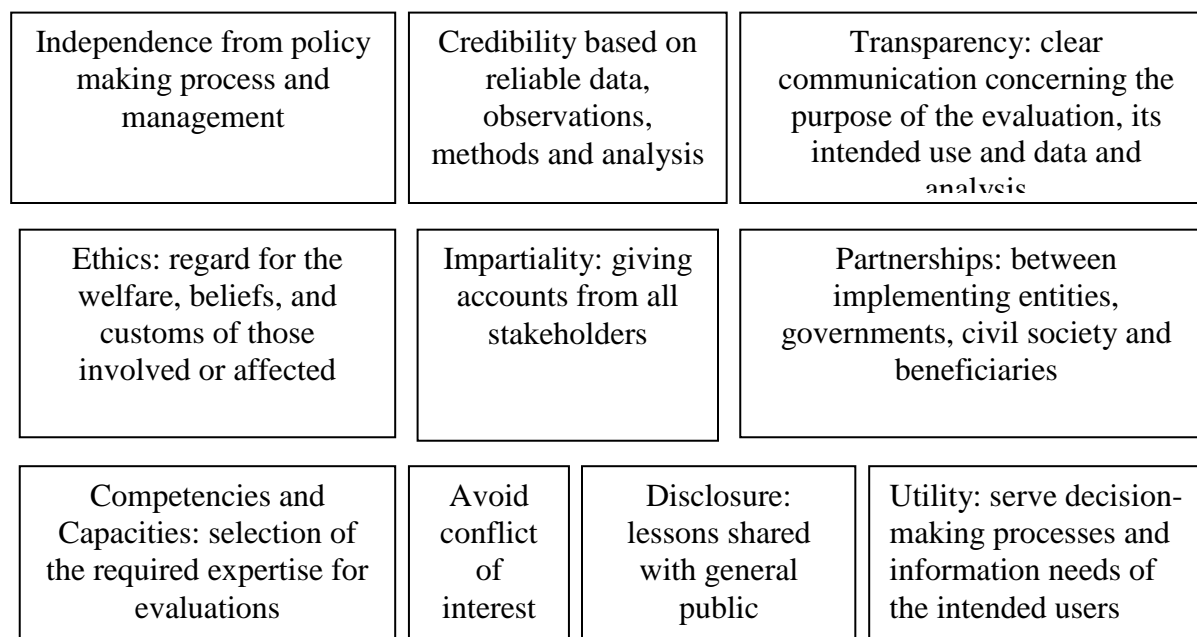 Independence from policy
making process and
management
Credibility based on
reliable data,
observations,
methods and analysis
Transparency: clear
communication concerning the
purpose of the evaluation, its
intended use and data and
analysis
Ethics: regard for the
welfare, beliefs, and
customs of those
involved or affected
Impartiality: giving
accounts from all
stakeholders
Partnerships: between
implementing entities,
governments, civil society and
beneficiaries
Competencies and
Capacities: selection of
the required expertise for
evaluations
Avoid
conflict
of
interest
Disclosure:
lessons shared
with general
public
Utility: serve decision-
making processes and
information needs of
the intended users